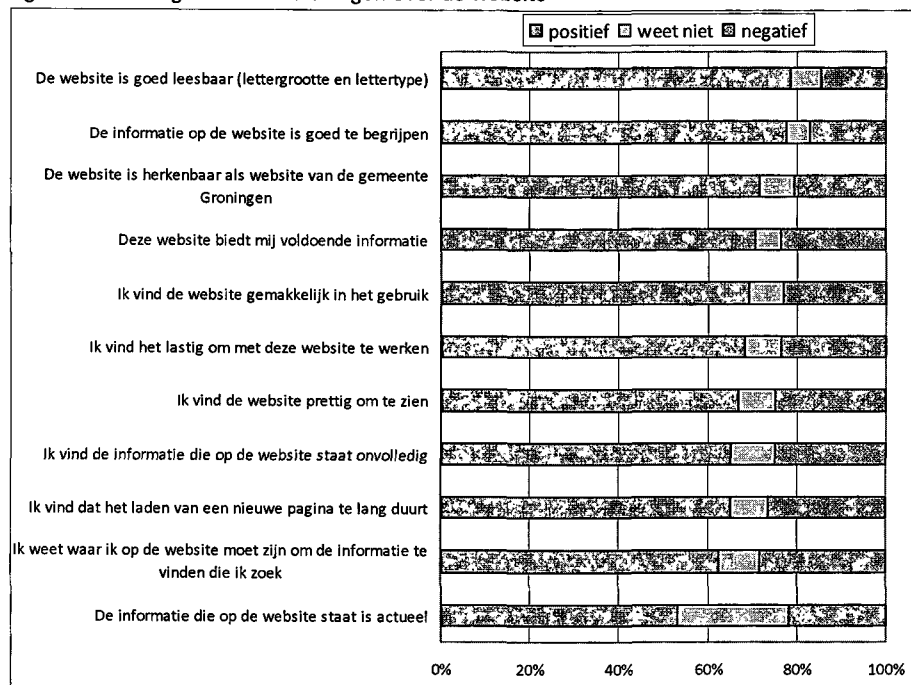 over de website
positief weet niet negatief
De website is goed leesbaar (lettergrootte en lettertype)
De informatie op de website is goed te begrijpen
De website is herkenbaar als website van de gemeente
Groningen
Deze website biedt mij voldoende informatie
Ik vind de website gemakkelijk in het gebruik
Ik vind het lastig om met deze website te werken
Ik vind de website prettig om te zien
Ik vind de informatie die op de website staat onvolledig
Ik vind dat het laden van een nieuwe pagina te lang duurt
Ik weet waar ik op de website moet zijn om de informatie te
vinden die ik zoek
De informatie die op de website staat is actueel
0% 20% 40% 60% 80% 100%